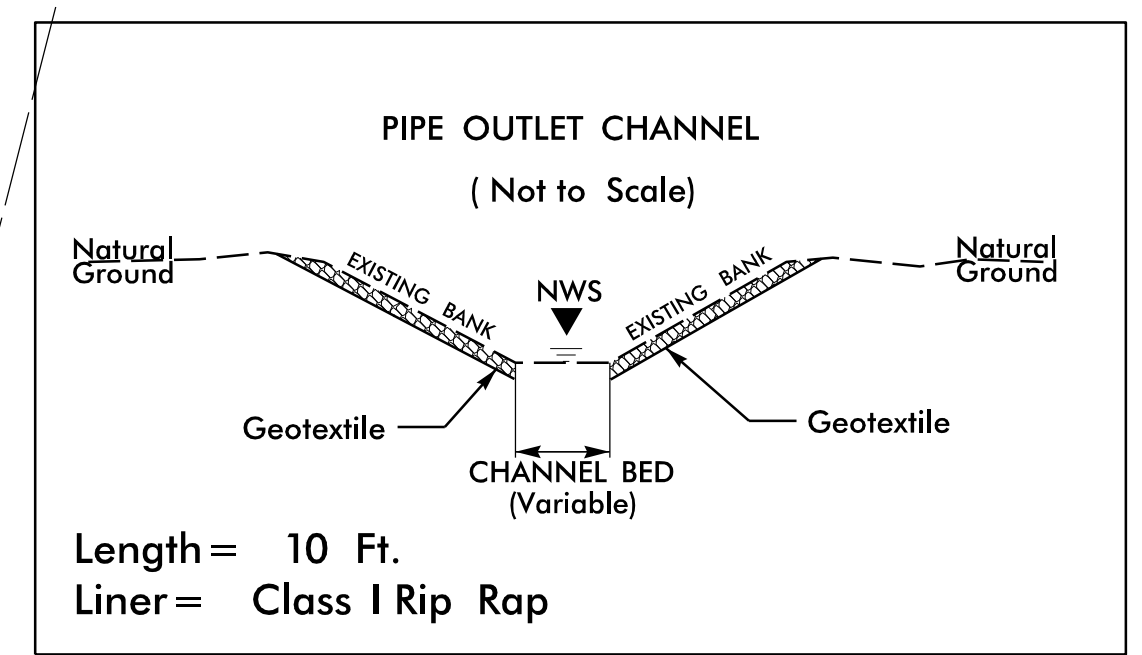 PIPE OUTLET CHANNEL
( Not to Scale)
Natural
Ground
EXISTING BANK
NWS
EXISTING BANK
Natural
Ground
Geotextile
Geotextile
CHANNEL BED
(Variable)
Length = 10 Ft.
Liner = Class I Rip Rap